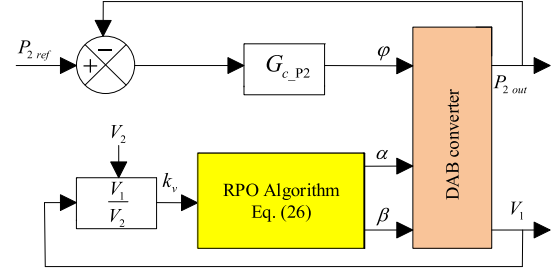 P2 ref
−
+
Gc_P2
φ
P2 out
V2
V1
V2
kv
RPO Algorithm
Eq. (26)
α
β
DAB converter
V1